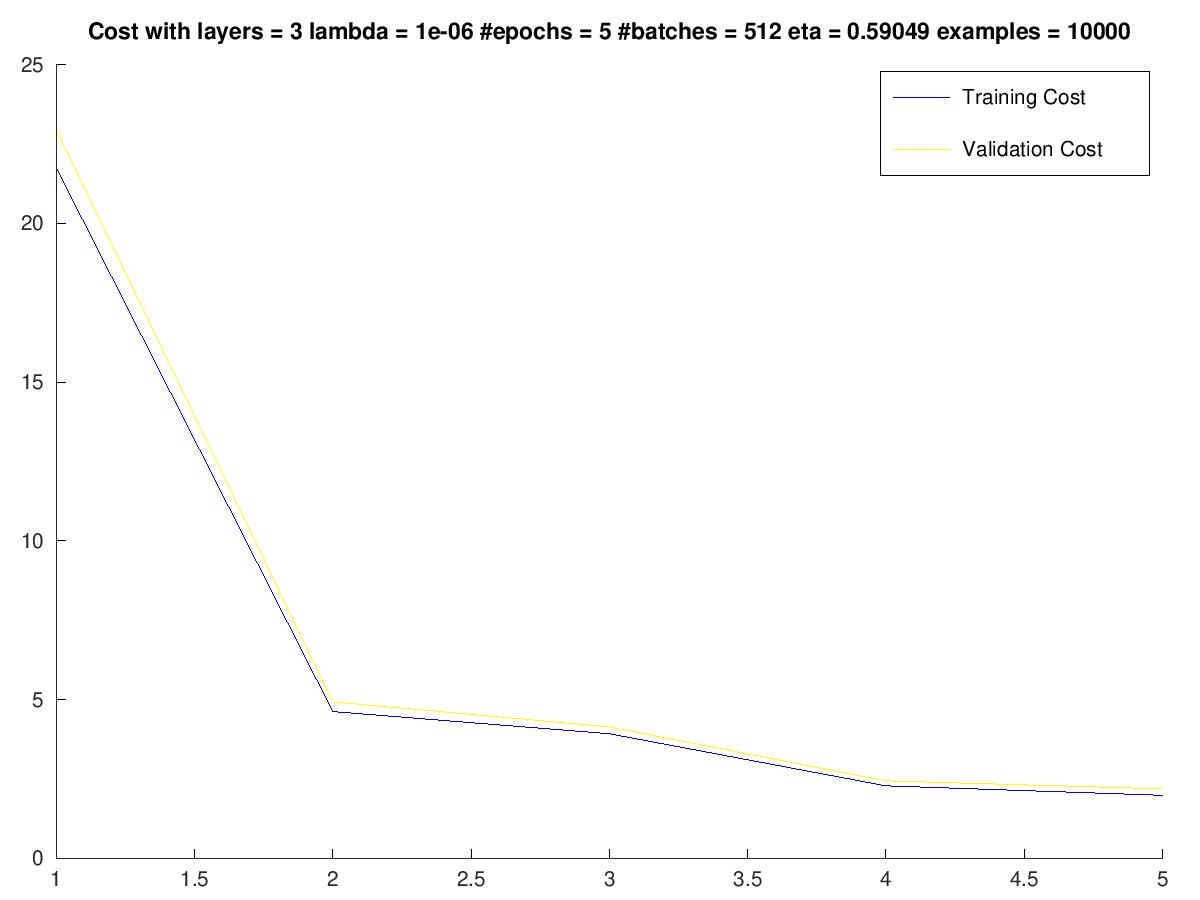 Cost with layers = 3 lambda = 1e-06 #epochs = 5 #batches = 512 eta = 0.59049 examples = 10000
25
Training Cost
Validation Cost
20
15
10
5
0
1 1.5 2 2.5 3 3.5 4 4.5 5